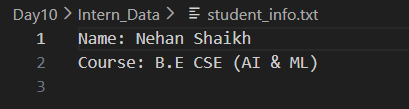 Day10 > Intern_Data > student_info.txt
1 Name: Nehan Shaikh
2 Course: B.E CSE (AI & ML)
3